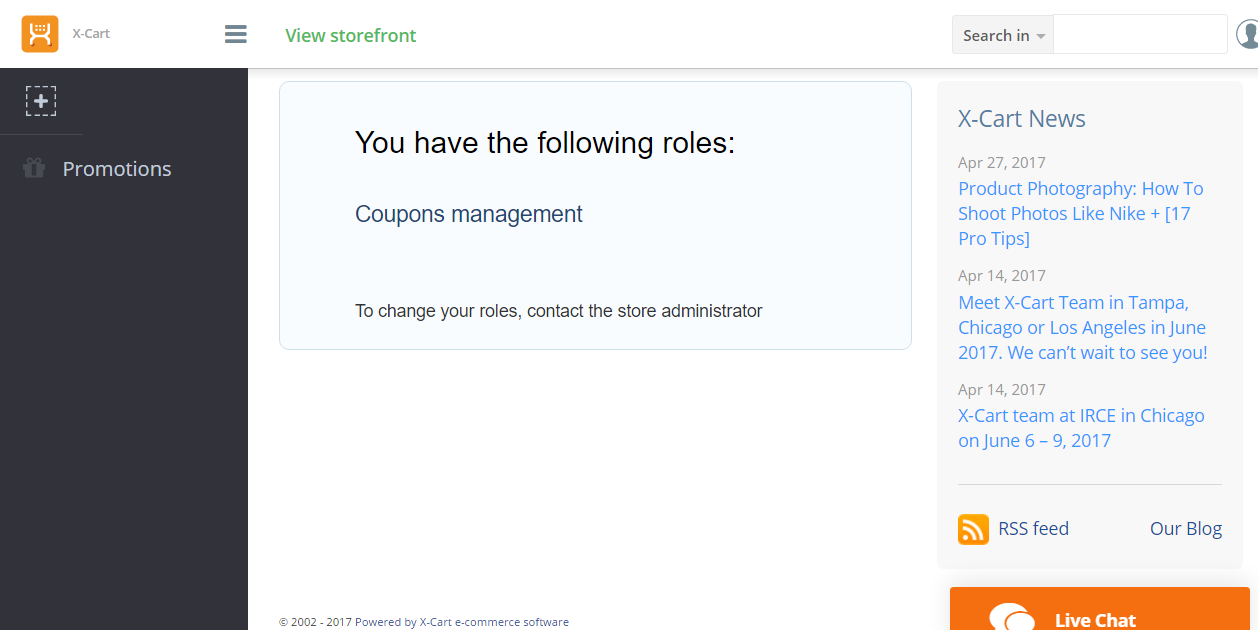 X-Cart
View storefront
Search in
Promotions
You have the following roles:
Coupons management
To change your roles, contact the store administrator
X-Cart News
Apr 27, 2017
Product Photography: How To
Shoot Photos Like Nike + [17
Pro Tips]
Apr 14, 2017
Meet X-Cart Team in Tampa,
Chicago or Los Angeles in June
2017. We can’t wait to see you!
Apr 14, 2017
X-Cart team at IRCE in Chicago
on June 6 – 9, 2017
RSS feed
Our Blog
© 2002 - 2017 Powered by X-Cart e-commerce software
Live Chat